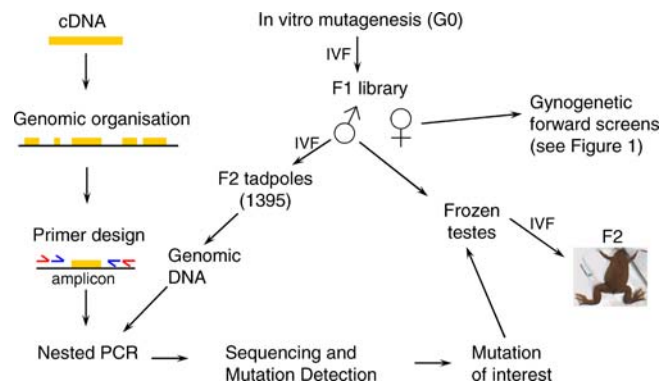 cDNA
Genomic organisation
Primer design
amplicon
Nested PCR
In vitro mutagenesis (G0)
IVF
F1 library
Gynogenetic
forward screens
(see Figure 1)
IVF
F2 tadpoles
(1395)
Genomic
DNA
Frozen
testes
IVF
F2
Sequencing and
Mutation Detection
Mutation
of interest